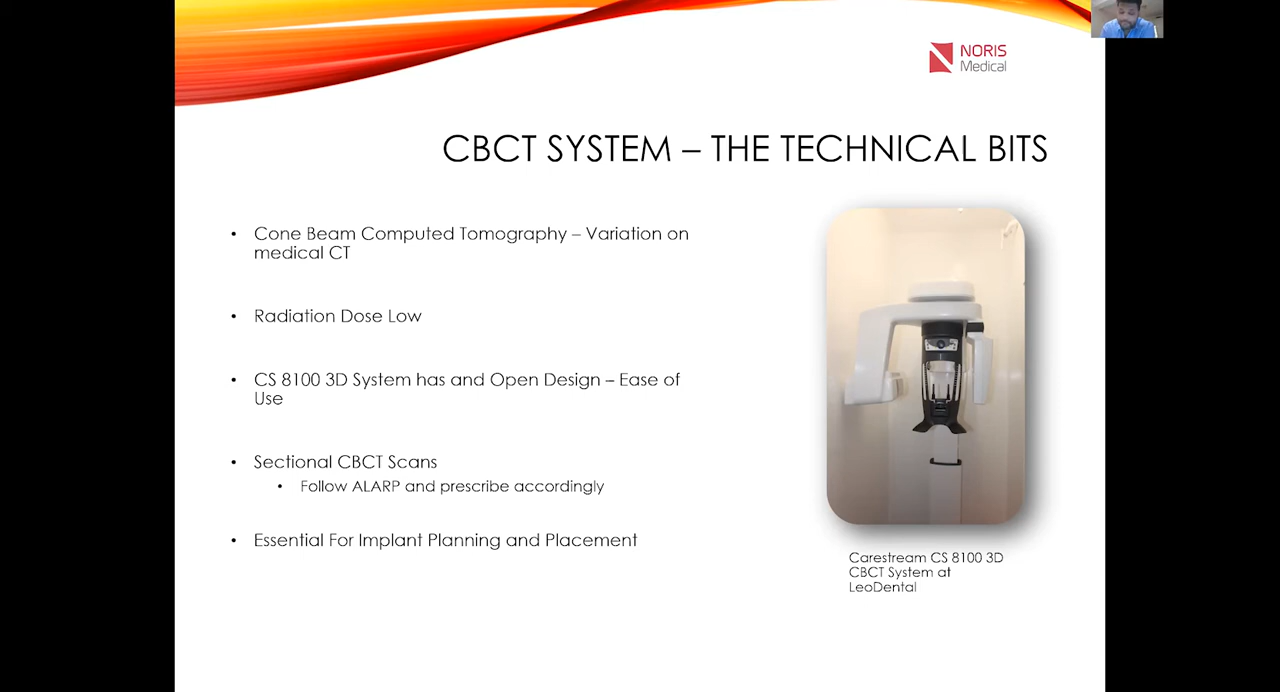 NORIS
Medical
CBCT SYSTEM – THE TECHNICAL BITS
• Cone Beam Computed Tomography – Variation on
medical CT
• Radiation Dose Low
• CS 8100 3D System has and Open Design – Ease of
Use
• Sectional CBCT Scans
• Follow ALARP and prescribe accordingly
• Essential For Implant Planning and Placement
Carestream CS 8100 3D
CBCT System at
LeoDental